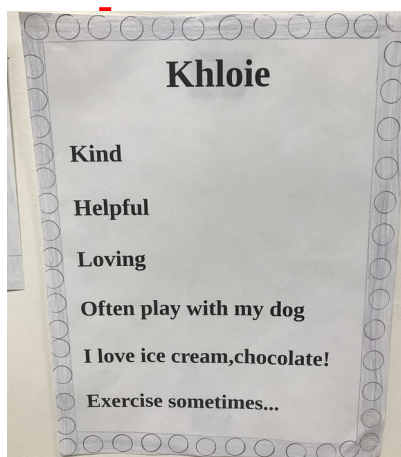 Khloie
Kind
Helpful
Loving
Often play with my dog
I love ice cream,chocolate!
Exercise sometimes...